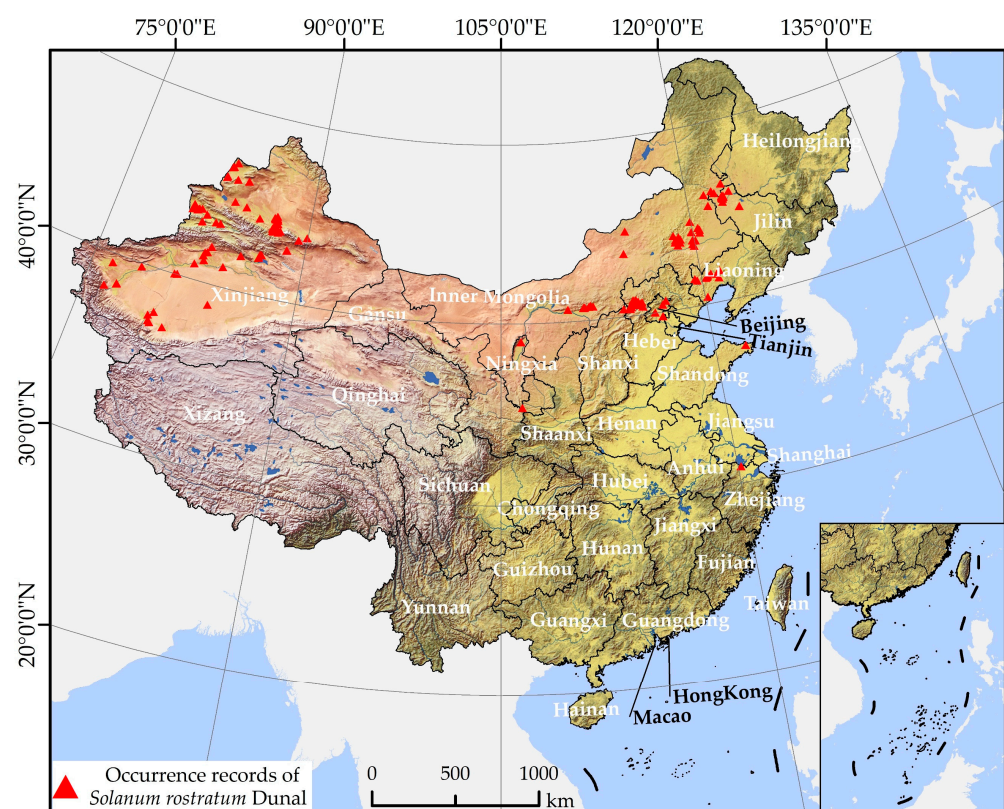 75°0'0"E 90°0'0"E 105°0'0"E 120°0'0"E 135°0'0"E
40°0'0"N
30°0'0"N
20°0'0"N
Heilongjiang
Jilin
Liaoning
Xinjiang
Inner Mongolia
Gansu
Beijing
Tianjin
Hebei
Ningxia
Shanxi
Shandong
Qinghai
Xizang
Shaanxi
Henan
Jiangsu
Shanghai
Anhui
Hubei
Sichuan
Chongqing
Zhejiang
Jiangxi
Hunan
Fujian
Guizhou
Taiwan
Yunnan
Guangxi
Guangdong
HongKong
Macao
Hainan
Occurrence records of
Solanum rostratum Dunal
0 500 1000
km